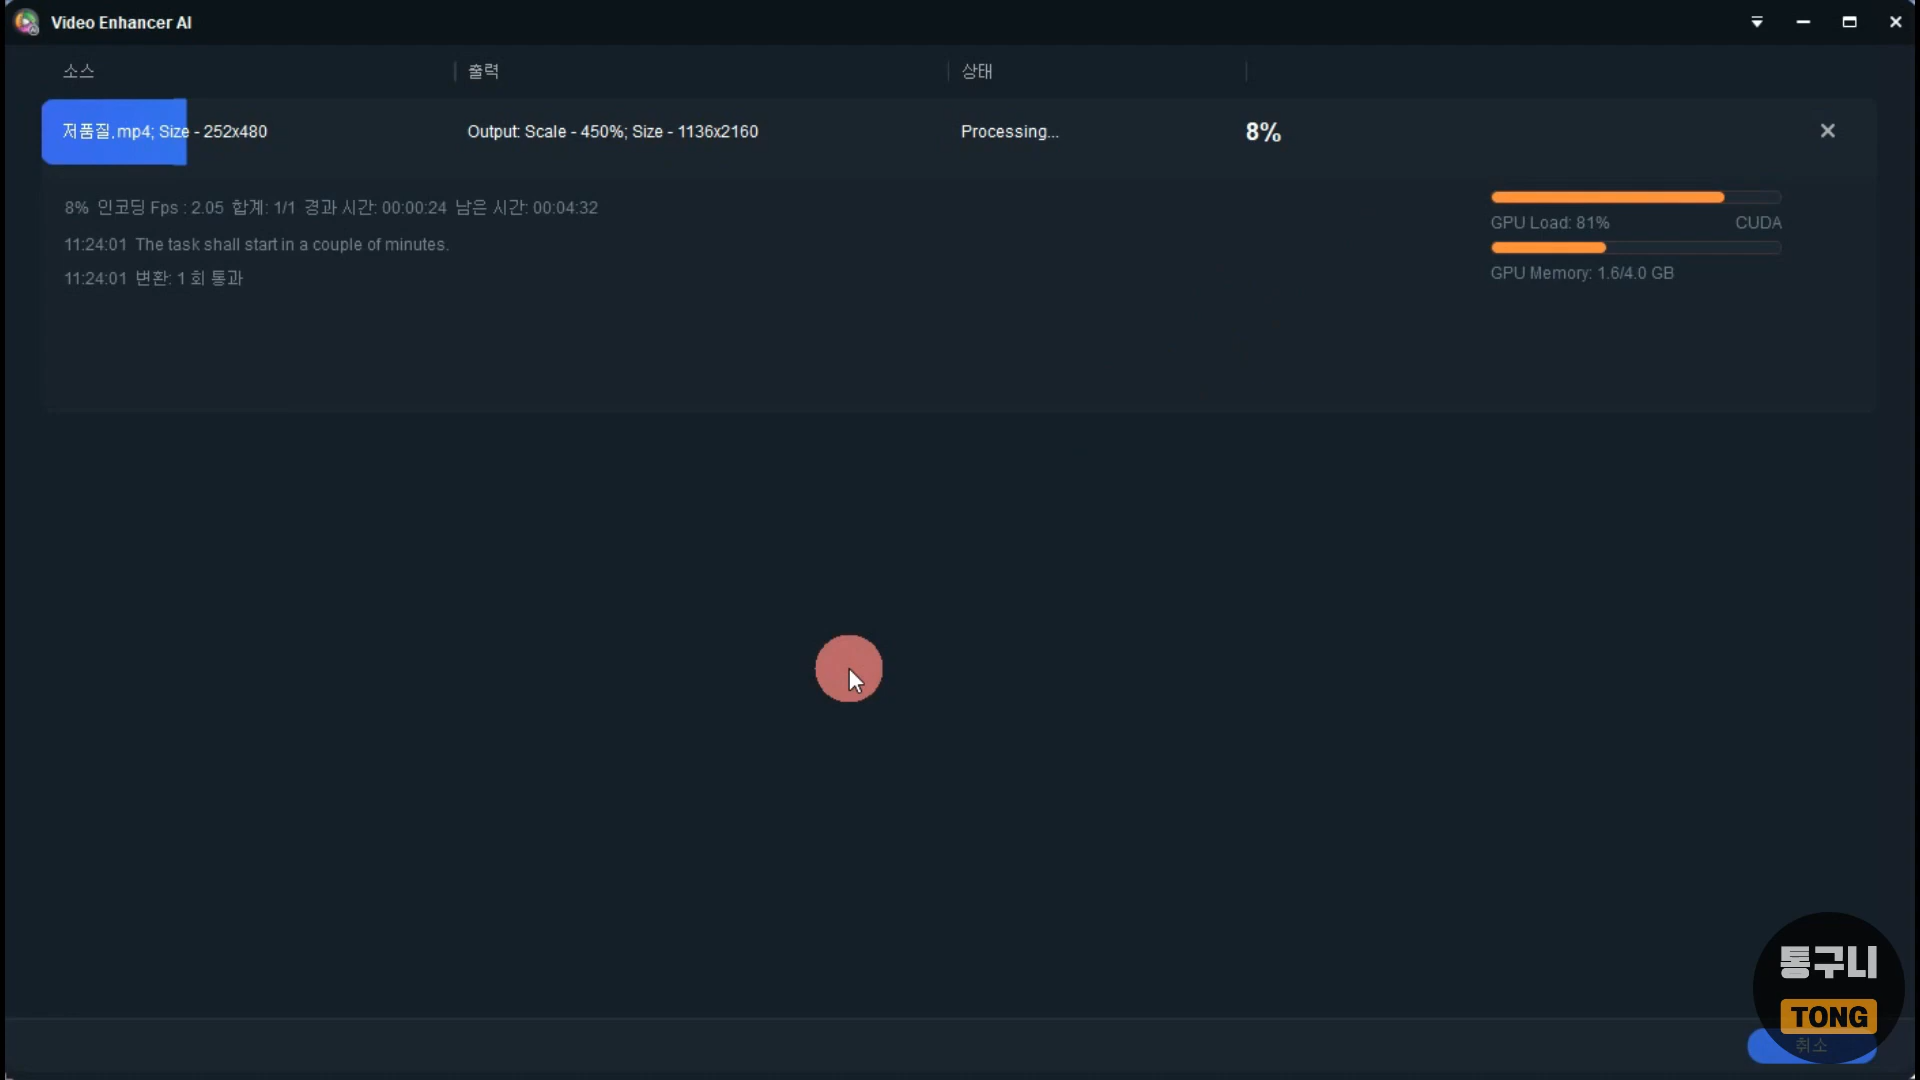 Video Enhancer AI
소스 출력 상태
저품질.mp4; Size - 252x480 Output: Scale - 450%; Size - 1136x2160 Processing... 8%
8% 인코딩 Fps : 2.05 합계: 1/1 경과 시간: 00:00:24 남은 시간: 00:04:32
11:24:01 The task shall start in a couple of minutes.
11:24:01 변환: 1 회 통과
GPU Load: 81% CUDA
GPU Memory: 1.6/4.0 GB
통구니
TONG
취소